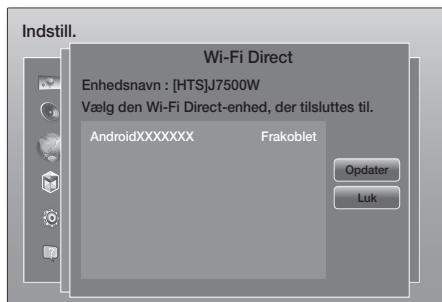 Indstill.
Wi-Fi Direct
Enhedsnavn : [HTS]J7500W
Vælg den Wi-Fi Direct-enhed, der tilsluttes til.
AndroidXXXXXXX Frakoblet
Opdater
Luk